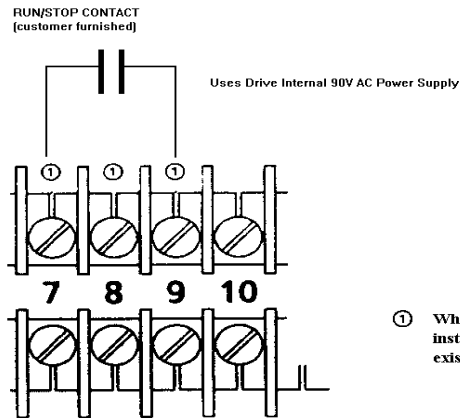 RUN/STOP CONTACT
(customer furnished)
Uses Drive Internal 90V AC Power Supply
1 1 1
7 8 9 10
1 Wh
inst
exis